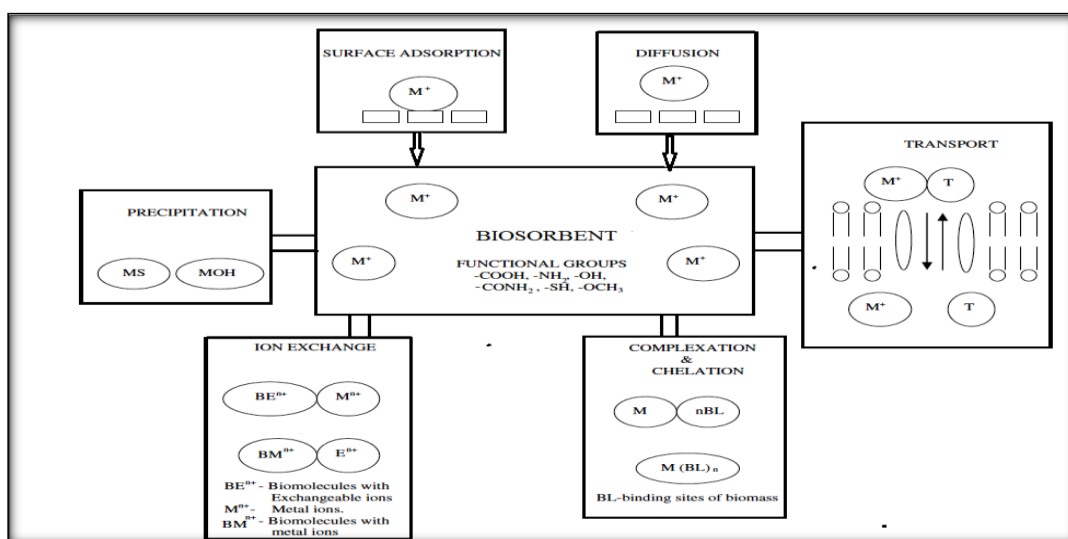 SURFACE ADSORPTION
M⁺
DIFFUSION
M⁺
TRANSPORT
M⁺ T
M⁺ T
PRECIPITATION
MS MOH
M⁺ M⁺
BIOSORBENT
M⁺ M⁺
FUNCTIONAL GROUPS
-COOH, -NH₂, -OH,
-CONH₂ , -SH, -OCH₃
ION EXCHANGE
BEⁿ⁺ Mⁿ⁺
BMⁿ⁺ Eⁿ⁺
BEⁿ⁺ - Biomolecules with
Exchangeable ions
Mⁿ⁺ - Metal ions.
BMⁿ⁺ - Biomolecules with
metal ions
COMPLEXATION
&
CHELATION
M nBL
M (BL)ₙ
BL-binding sites of biomass